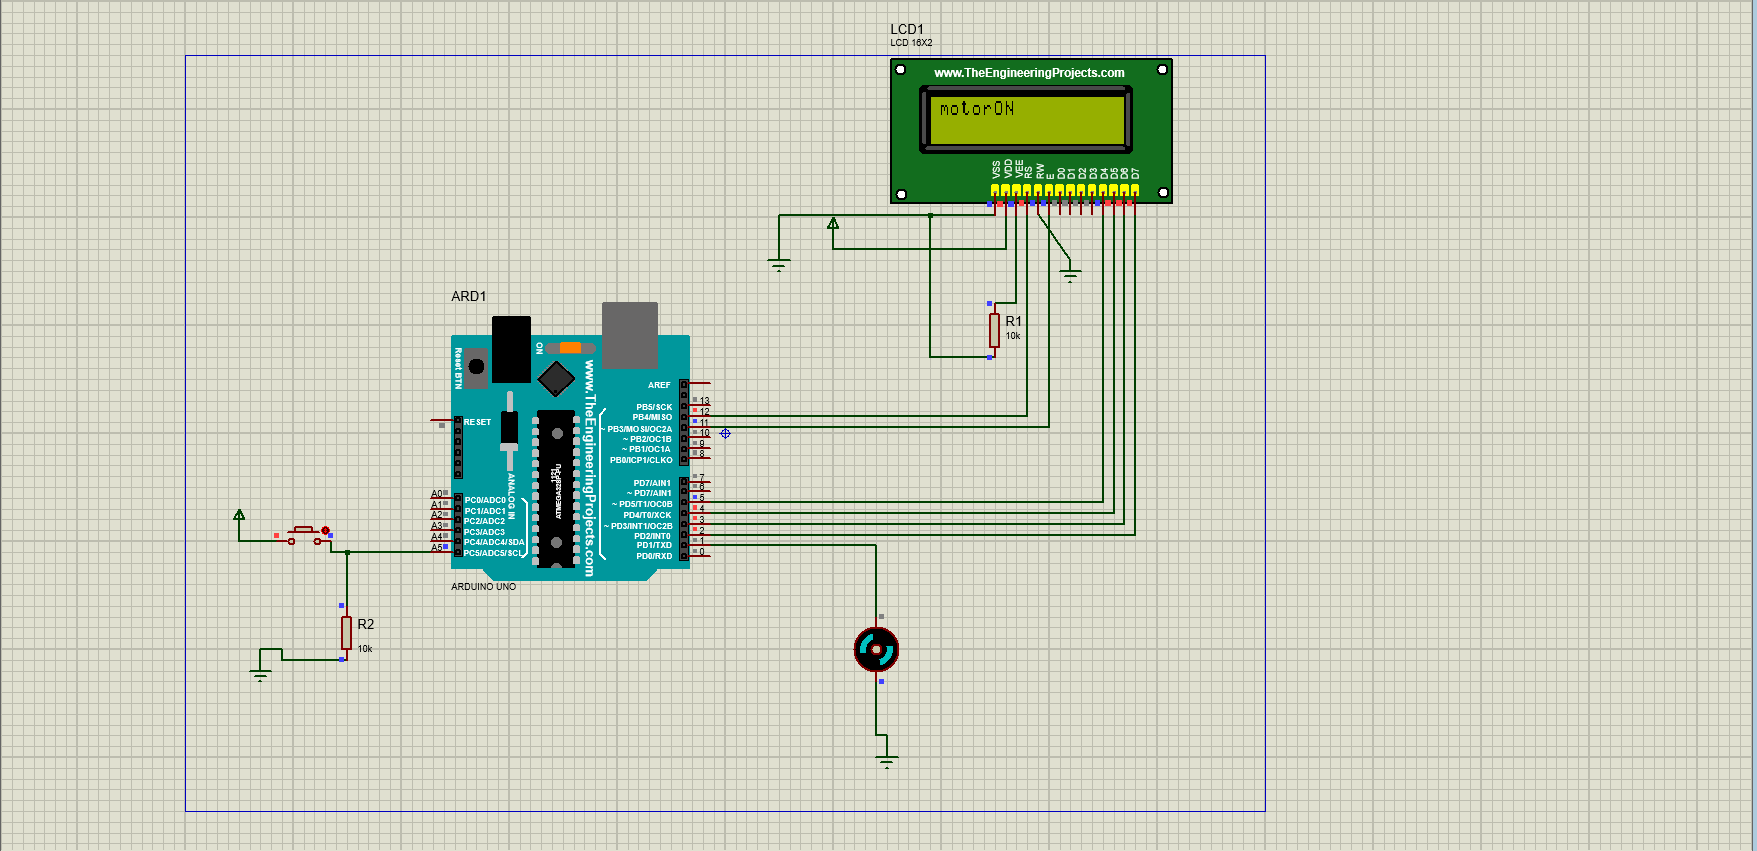 LCD1
LCD 16X2
www.TheEngineeringProjects.com
motorON
VSS
VDD
VEE
RS
RW
E
D0
D1
D2
D3
D4
D5
D6
D7
R1
10k
ARD1
Reset BTN
ON
www.TheEngineeringProjects.com
AREF
PB5/SCK
13
PB4/MISO
12
~ PB3/MOSI/OC2A
11
~ PB2/OC1B
10
~ PB1/OC1A
9
PB0/ICP1/CLKO
8
RESET
PD7/AIN1
7
~ PD7/AIN1
6
~ PD5/T1/OC0B
5
PD4/T0/XCK
4
~ PD3/INT1/OC2B
3
PD2/INT0
2
PD1/TXD
1
PD0/RXD
0
ANALOG IN
1121
A0
PC0/ADC0
A1
PC1/ADC1
A2
PC2/ADC2
A3
PC3/ADC3
A4
PC4/ADC4/SDA
A5
PC5/ADC5/SCL
ARDUINO UNO
R2
10k